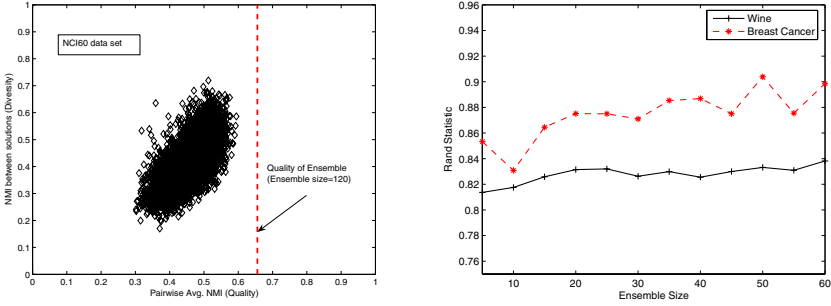 NCI60 data set
NMI between solutions (Diversity)
1
0.9
0.8
0.7
0.6
0.5
0.4
0.3
0.2
0.1
0
Quality of Ensemble
(Ensemble size=120)
0 0.1 0.2 0.3 0.4 0.5 0.6 0.7 0.8 0.9 1
Pairwise Avg. NMI (Quality)
Wine
Breast Cancer
Rand Statistic
0.96
0.94
0.92
0.9
0.88
0.86
0.84
0.82
0.8
0.78
0.76
10 20 30 40 50 60
Ensemble Size